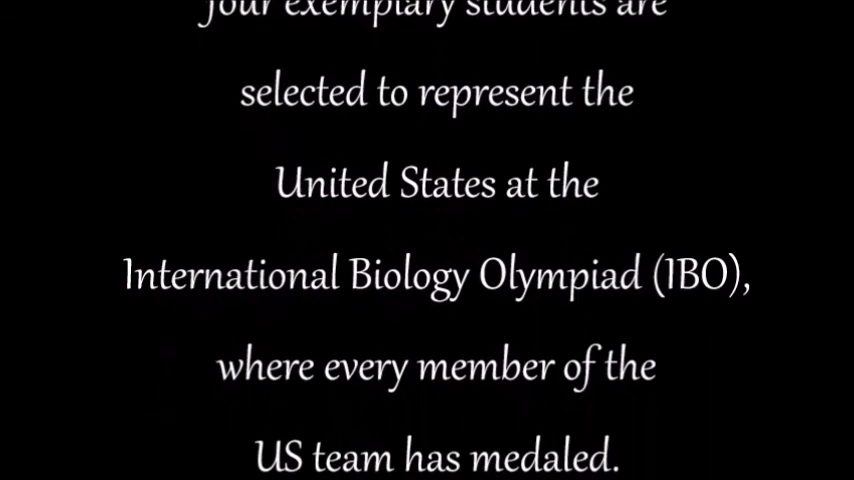 four exemplary students are
selected to represent the
United States at the
International Biology Olympiad (IBO),
where every member of the
US team has medaled.